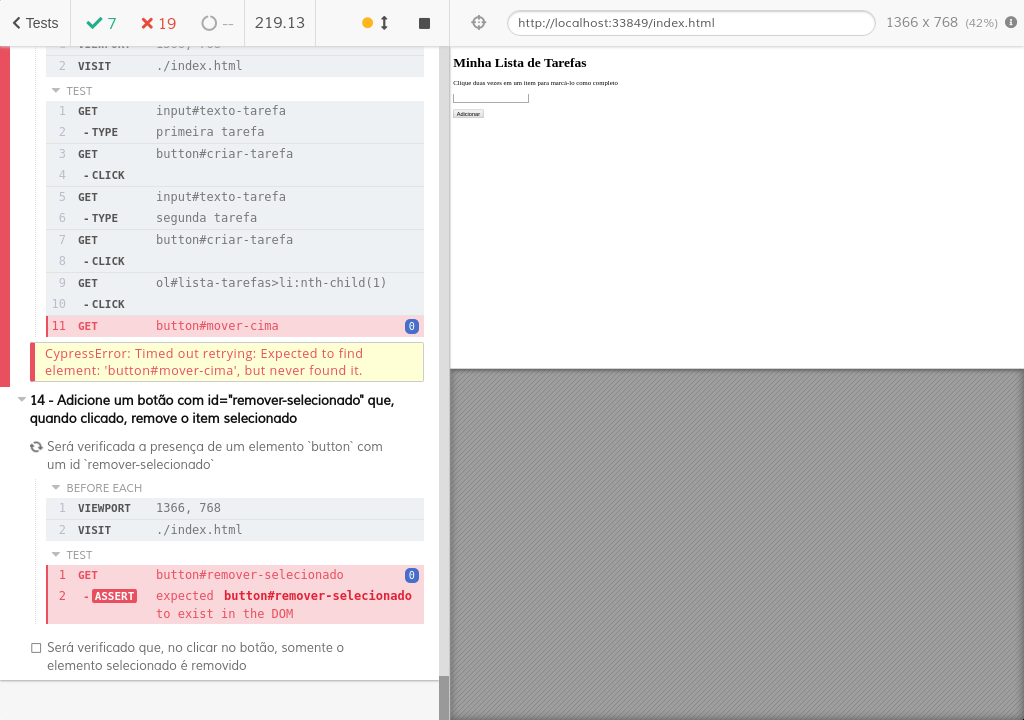 Tests
7
19
--
219.13
http://localhost:33849/index.html
1366 x 768 (42%)
1 VIEWPORT 1366, 768
2 VISIT ./index.html
TEST
1 GET input#texto-tarefa
2 - TYPE primeira tarefa
3 GET button#criar-tarefa
4 - CLICK
5 GET input#texto-tarefa
6 - TYPE segunda tarefa
7 GET button#criar-tarefa
8 - CLICK
9 GET ol#lista-tarefas>li:nth-child(1)
10 - CLICK
11 GET button#mover-cima 0
CypressError: Timed out retrying: Expected to find
element: 'button#mover-cima', but never found it.
14 - Adicione um botão com id="remover-selecionado" que,
quando clicado, remove o item selecionado
Será verificada a presença de um elemento `button` com
um id `remover-selecionado`
BEFORE EACH
1 VIEWPORT 1366, 768
2 VISIT ./index.html
TEST
1 GET button#remover-selecionado 0
2 - ASSERT expected button#remover-selecionado
to exist in the DOM
Será verificado que, no clicar no botão, somente o
elemento selecionado é removido
Minha Lista de Tarefas
Clique duas vezes em um item para marcá-lo como completo
Adicionar